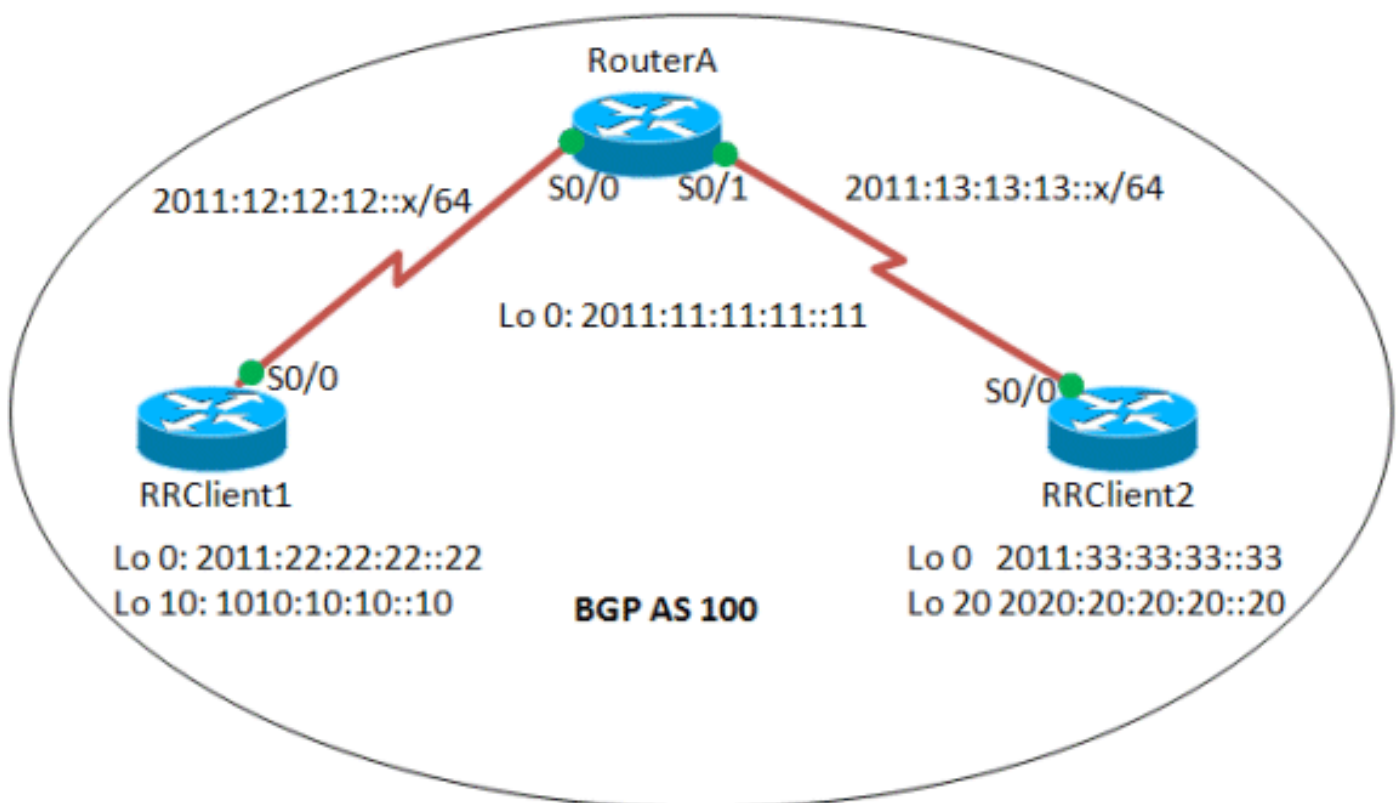 RouterA
2011:12:12:12::x/64
S0/0
S0/1
2011:13:13:13::x/64
Lo 0: 2011:11:11:11::11
S0/0
S0/0
RRClient1
RRClient2
Lo 0: 2011:22:22:22::22
Lo 0 2011:33:33:33::33
Lo 10: 1010:10:10::10
BGP AS 100
Lo 20 2020:20:20:20::20